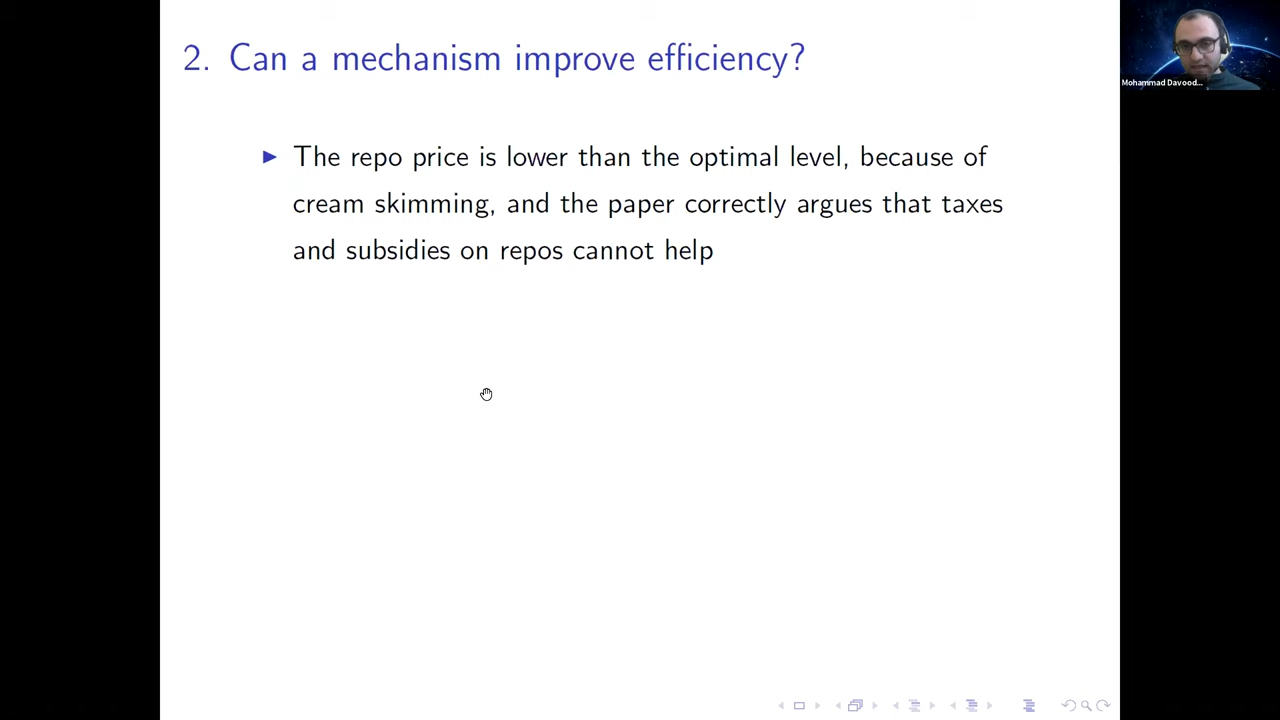 2. Can a mechanism improve efficiency?
▶ The repo price is lower than the optimal level, because of
cream skimming, and the paper correctly argues that taxes
and subsidies on repos cannot help
Mohammad Davood...